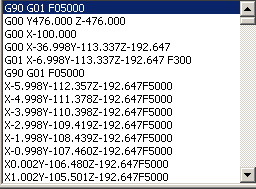 G90 G01 F05000
G00 Y476.000 Z-476.000
G00 X-100.000
G00 X-36.998Y-113.337Z-192.647
G01 X-6.998Y-113.337Z-192.647 F300
G90 G01 F05000
X-5.998Y-112.357Z-192.647F5000
X-4.998Y-111.378Z-192.647F5000
X-3.998Y-110.398Z-192.647F5000
X-2.998Y-109.419Z-192.647F5000
X-1.998Y-108.439Z-192.647F5000
X-0.998Y-107.460Z-192.647F5000
X0.002Y-106.480Z-192.647F5000
X1.002Y-105.501Z-192.647F5000